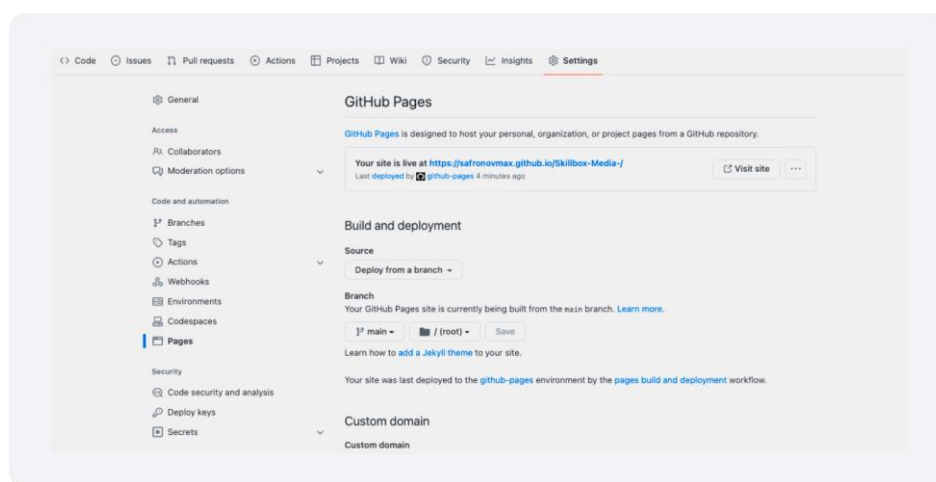 Code Issues Pull requests Actions Projects Wiki Security Insights Settings
General
Access
Collaborators
Moderation options
Code and automation
Branches
Tags
Actions
Webhooks
Environments
Codespaces
Pages
Security
Code security and analysis
Deploy keys
Secrets
GitHub Pages
GitHub Pages is designed to host your personal, organization, or project pages from a GitHub repository.
Your site is live at https://safronovmax.github.io/Skillbox-Media-/
Last deployed by github-pages 4 minutes ago
Visit site
Build and deployment
Source
Deploy from a branch
Branch
Your GitHub Pages site is currently being built from the main branch. Learn more.
main / (root) Save
Learn how to add a Jekyll theme to your site.
Your site was last deployed to the github-pages environment by the pages build and deployment workflow.
Custom domain
Custom domain